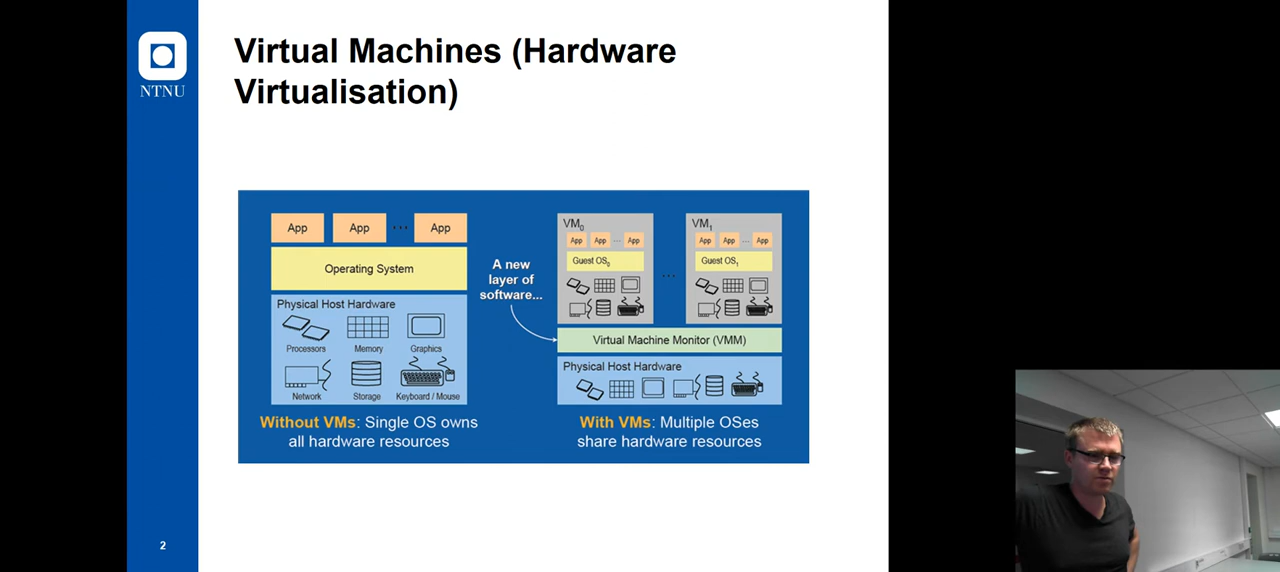 Virtual Machines (Hardware
Virtualisation)
NTNU
App App ... App
Operating System
Physical Host Hardware
Processors Memory Graphics
Network Storage Keyboard / Mouse
Without VMs: Single OS owns
all hardware resources
A new
layer of
software...
VM0
App App ... App
Guest OS0
...
VM1
App App ... App
Guest OS1
Virtual Machine Monitor (VMM)
Physical Host Hardware
With VMs: Multiple OSes
share hardware resources
2